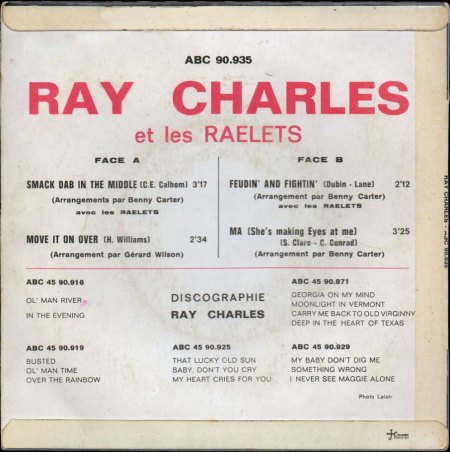 ABC 90.935
RAY CHARLES
et les RAELETS
FACE A
SMACK DAB IN THE MIDDLE (C.E. Calhom) 3'17
(Arrangements par Benny Carter)
avec les RAELETS
MOVE IT ON OVER (H. Williams) 2'34
(Arrangement par Gérard Wilson)
FACE B
FEUDIN' AND FIGHTIN' (Dubin - Lane) 2'12
(Arrangements par Benny Carter)
avec les RAELETS
MA (She's making Eyes at me) 3'25
(S. Clare - C. Conrad)
(Arrangement par Benny Carter)
ABC 45 90.916
OL' MAN RIVER
IN THE EVENING
DISCOGRAPHIE
RAY CHARLES
ABC 45 90.871
GEORGIA ON MY MIND
MOONLIGHT IN VERMONT
CARRY ME BACK TO OLD VIRGINNY
DEEP IN THE HEART OF TEXAS
ABC 45 90.919
BUSTED
OL' MAN TIME
OVER THE RAINBOW
ABC 45 90.925
THAT LUCKY OLD SUN
BABY, DON'T YOU CRY
MY HEART CRIES FOR YOU
ABC 45 90.929
MY BABY DON'T DIG ME
SOMETHING WRONG
I NEVER SEE MAGGIE ALONE
Photo Leloir
RAY CHARLES - ABC 90.935